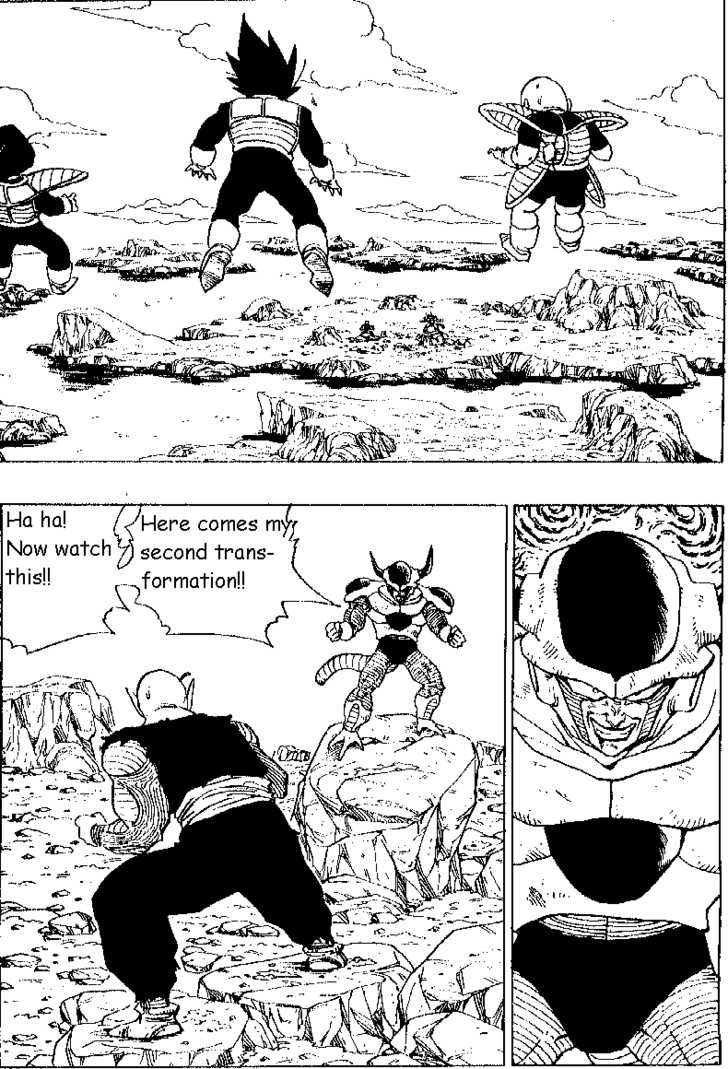 Ha ha!
Now watch
this!!
Here comes my
second trans-
formation!!